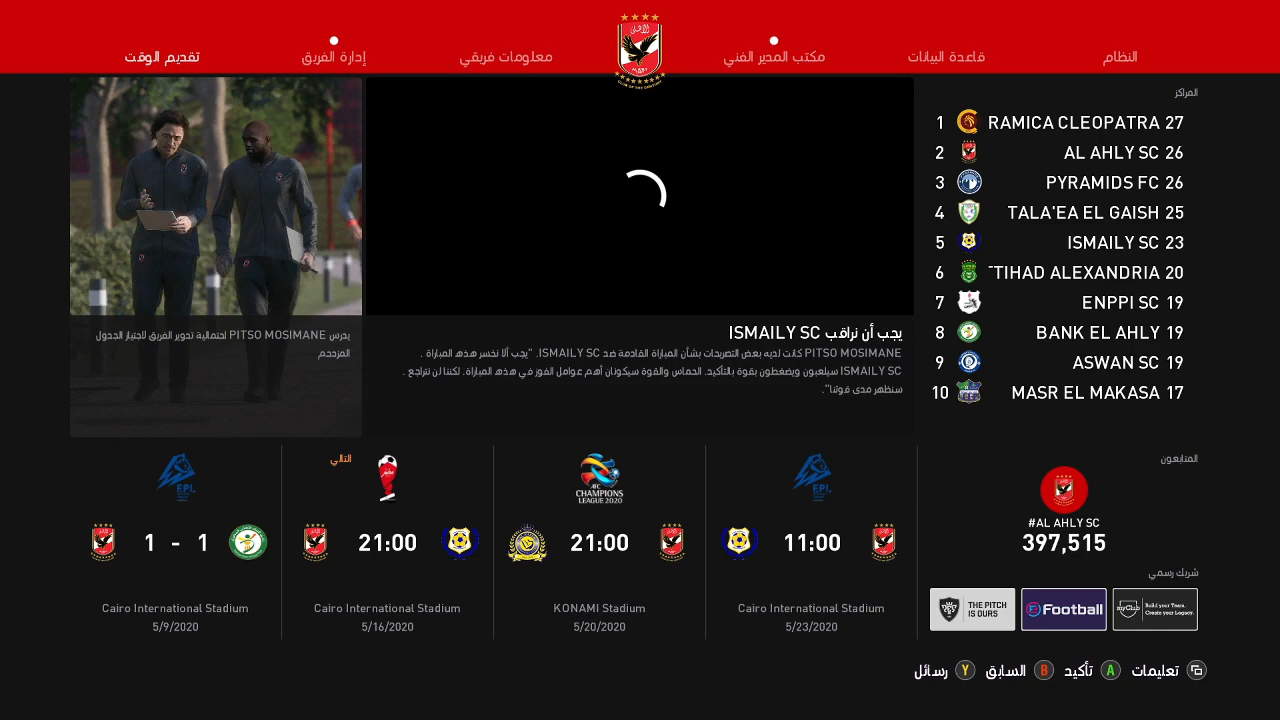 النظام
قاعدة البيانات
مكتب المدير الفني
معلومات فريقي
إدارة الفريق
تقديم الوقت
المراكز
1 RAMICA CLEOPATRA 27
2 AL AHLY SC 26
3 PYRAMIDS FC 26
4 TALA'EA EL GAISH 25
5 ISMAILY SC 23
6 TIHAD ALEXANDRIA 20
7 ENPPI SC 19
8 BANK EL AHLY 19
9 ASWAN SC 19
10 MASR EL MAKASA 17
يجب أن نراقب ISMAILY SC
PITSO MOSIMANE كانت لديه بعض التصريحات بشأن المباراة القادمة ضد ISMAILY SC. "يجب ألا نخسر هذه المباراة .
ISMAILY SC سيلعبون ويضغطون بقوة بالتأكيد. الحماس والقوة سيكونان أهم عوامل الفوز في هذه المباراة. لكننا لن نتراجع .
سنظهر مدى قوتنا".
يدرس PITSO MOSIMANE احتمالية تدوير الفريق لاجتياز الجدول
المزدحم
F.P.L
1 - 1
Cairo International Stadium
5/9/2020
التالي
21:00
Cairo International Stadium
5/16/2020
AFC
CHAMPIONS
LEAGUE 2020
21:00
KONAMI Stadium
5/20/2020
F.P.L
11:00
Cairo International Stadium
5/23/2020
المتابعون
#AL AHLY SC
397,515
شريك رسمي
THE PITCH
IS OURS
eFootball
myClub
Build your Team.
Create your Legacy.
تعليمات
A تأكيد
B السابق
Y رسائل